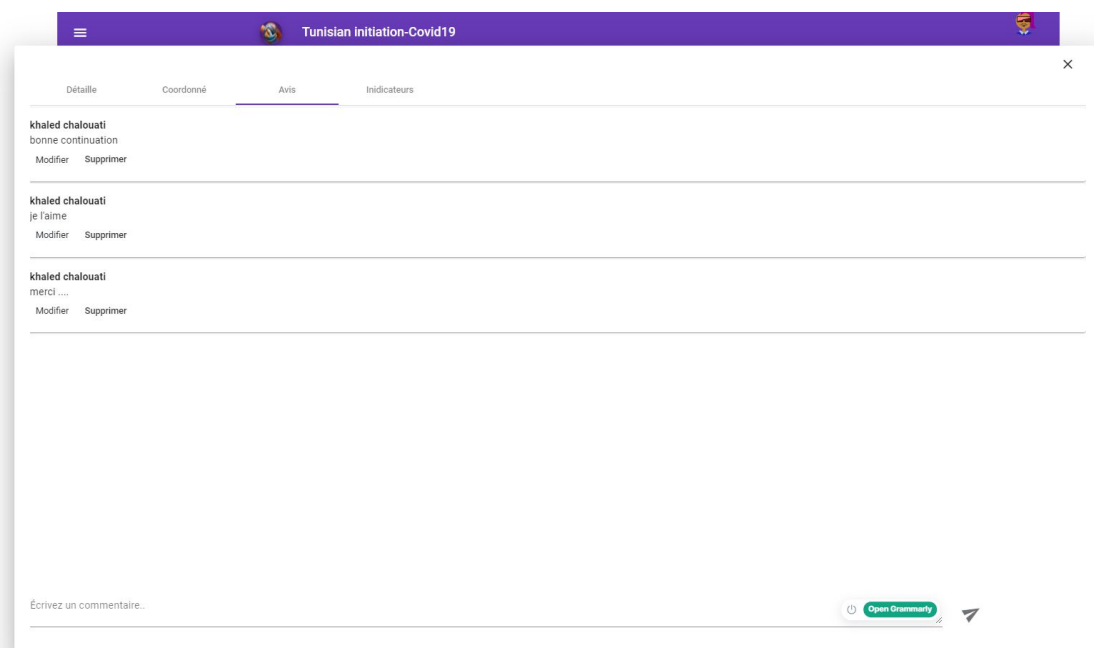 Tunisian initiation-Covid19
Détaille Coordonné Avis Inidicateurs
khaled chalouati
bonne continuation
Modifier Supprimer
khaled chalouati
je l'aime
Modifier Supprimer
khaled chalouati
merci ....
Modifier Supprimer
Écrivez un commentaire..
Open Grammarly